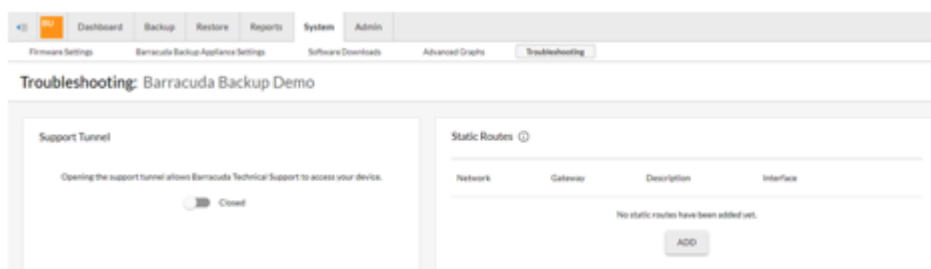 BU Dashboard Backup Restore Reports System Admin
Firmware Settings Barracuda Backup Appliance Settings Software Downloads Advanced Graphs Troubleshooting
Troubleshooting: Barracuda Backup Demo
Support Tunnel
Opening the support tunnel allows Barracuda Technical Support to access your device.
Closed
Static Routes
Network Gateway Description Interface
No static routes have been added yet.
ADD